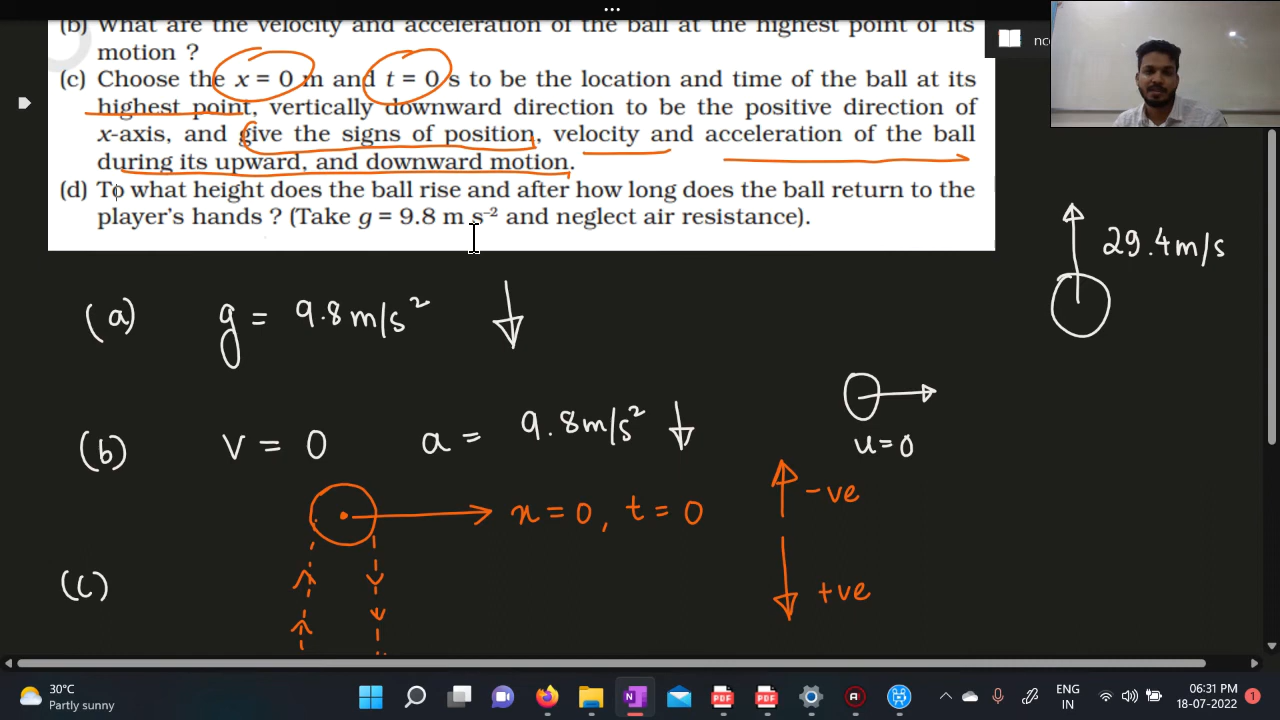 (b) What are the velocity and acceleration of the ball at the highest point of its
motion ?
(c) Choose the x = 0 m and t = 0 s to be the location and time of the ball at its
highest point, vertically downward direction to be the positive direction of
x-axis, and give the signs of position, velocity and acceleration of the ball
during its upward, and downward motion.
(d) To what height does the ball rise and after how long does the ball return to the
player's hands ? (Take g = 9.8 m s⁻² and neglect air resistance).
29.4m/s
(a) g = 9.8m/s² ↓
(b) v = 0 a = 9.8m/s² ↓
u=0
x = 0, t = 0
-ve
+ve
(c)
30°C
Partly sunny
ENG
IN
06:31 PM
18-07-2022
1